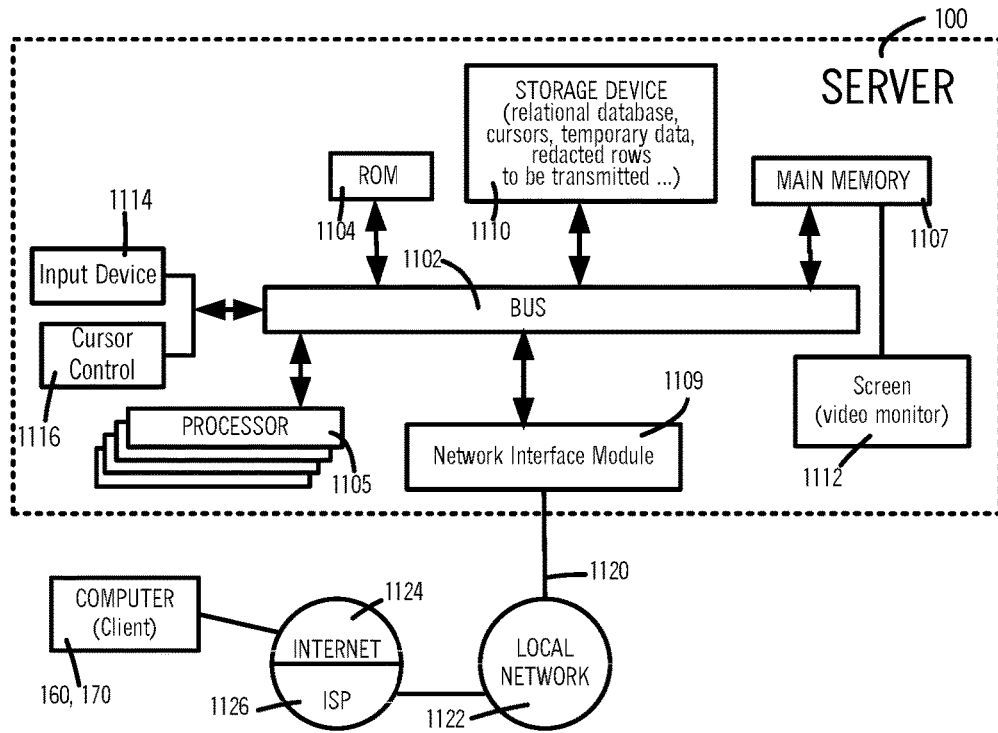 100
SERVER
STORAGE DEVICE
(relational database,
cursors, temporary data,
redacted rows
to be transmitted ...)
1110
ROM
1104
MAIN MEMORY
1107
1114
Input Device
1102
BUS
Cursor
Control
1116
PROCESSOR
1105
1109
Network Interface Module
Screen
(video monitor)
1112
1120
COMPUTER
(Client)
160, 170
1124
INTERNET
ISP
1126
LOCAL
NETWORK
1122